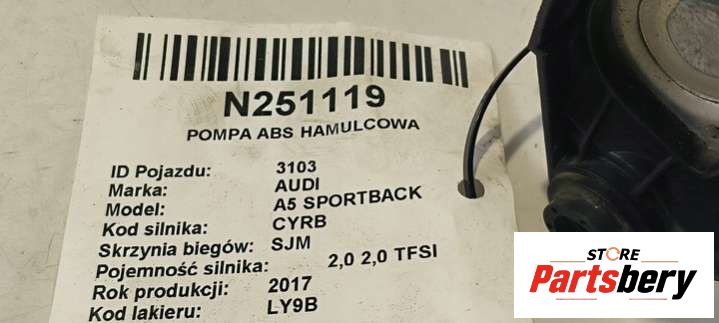 N251119
POMPA ABS HAMULCOWA
ID Pojazdu: 3103
Marka: AUDI
Model: A5 SPORTBACK
Kod silnika: CYRB
Skrzynia biegów: SJM
Pojemność silnika: 2,0 2,0 TFSI
Rok produkcji: 2017
Kod lakieru: LY9B
STORE
Partsbery